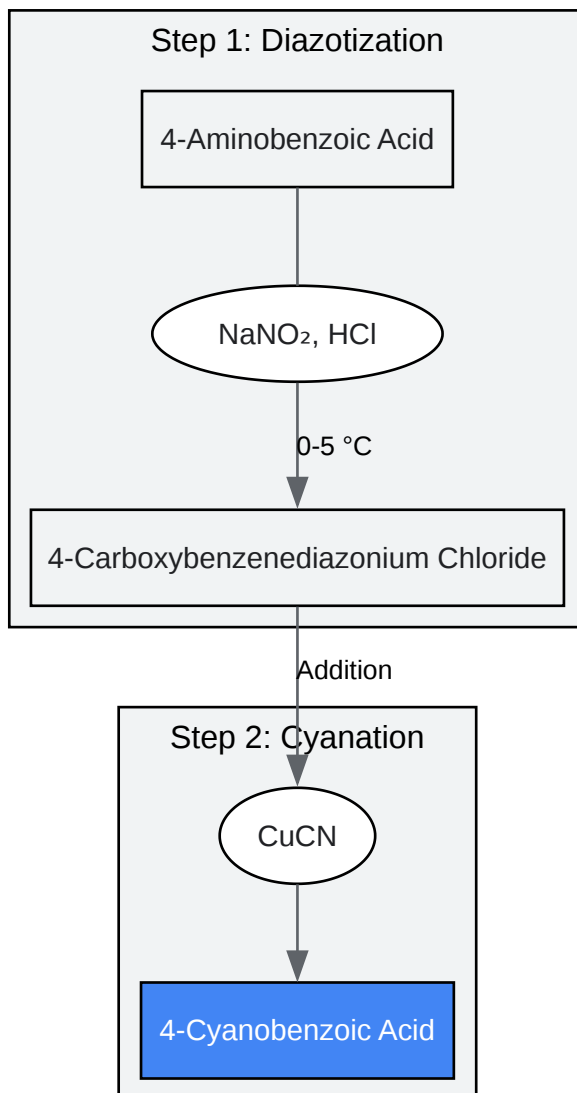 Step 1: Diazotization
4-Aminobenzoic Acid
NaNO₂, HCl
0-5 °C
4-Carboxybenzenediazonium Chloride
Addition
Step 2: Cyanation
CuCN
4-Cyanobenzoic Acid